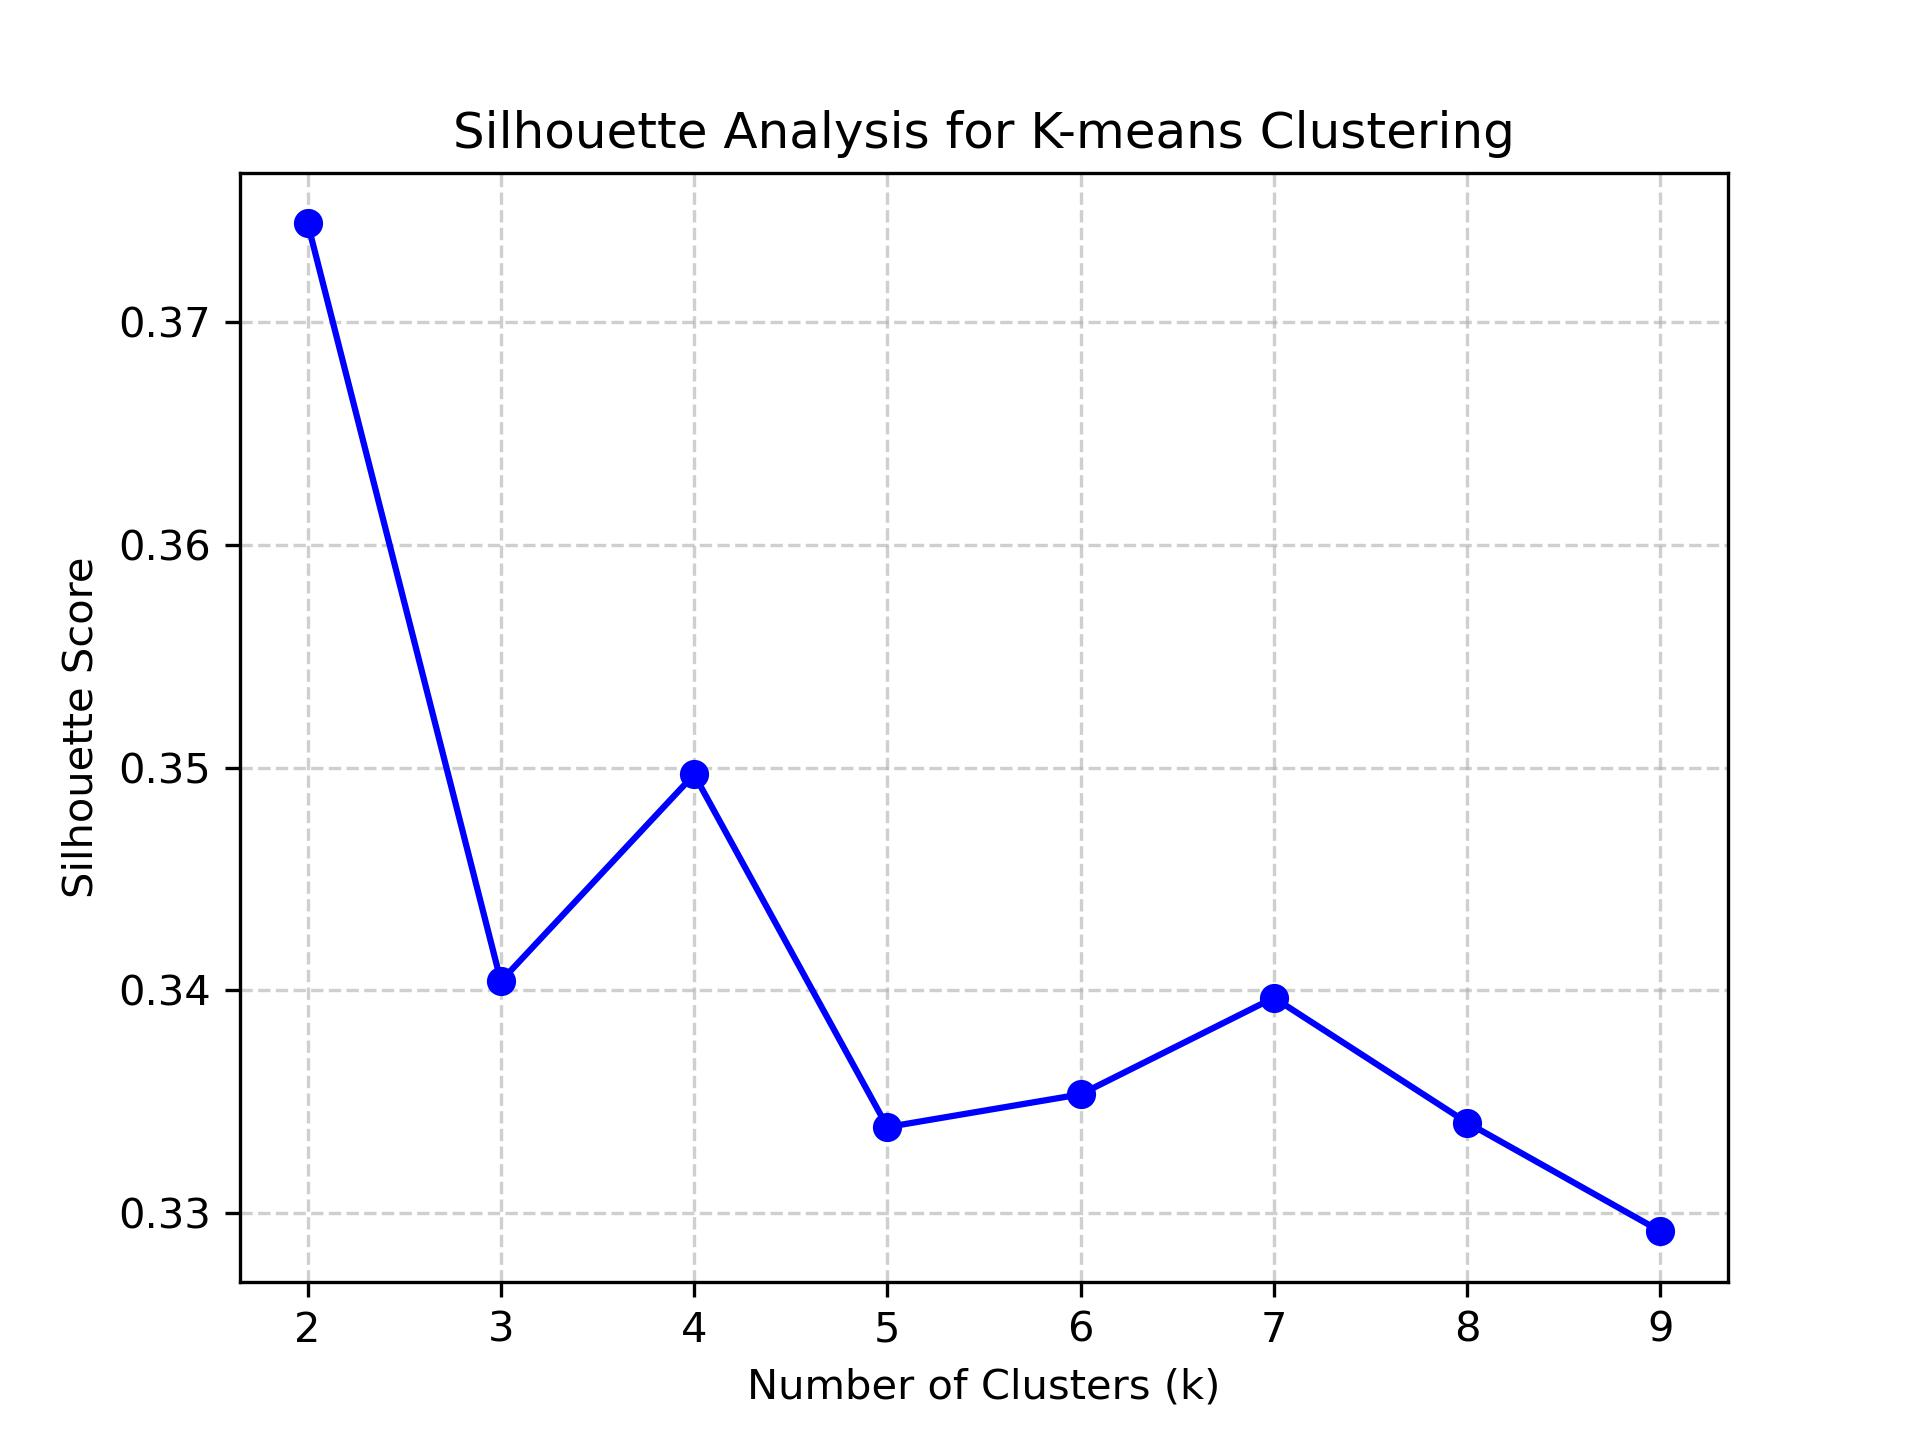 Silhouette Analysis for K-means Clustering
Silhouette Score
0.37
0.36
0.35
0.34
0.33
2 3 4 5 6 7 8 9
Number of Clusters (k)